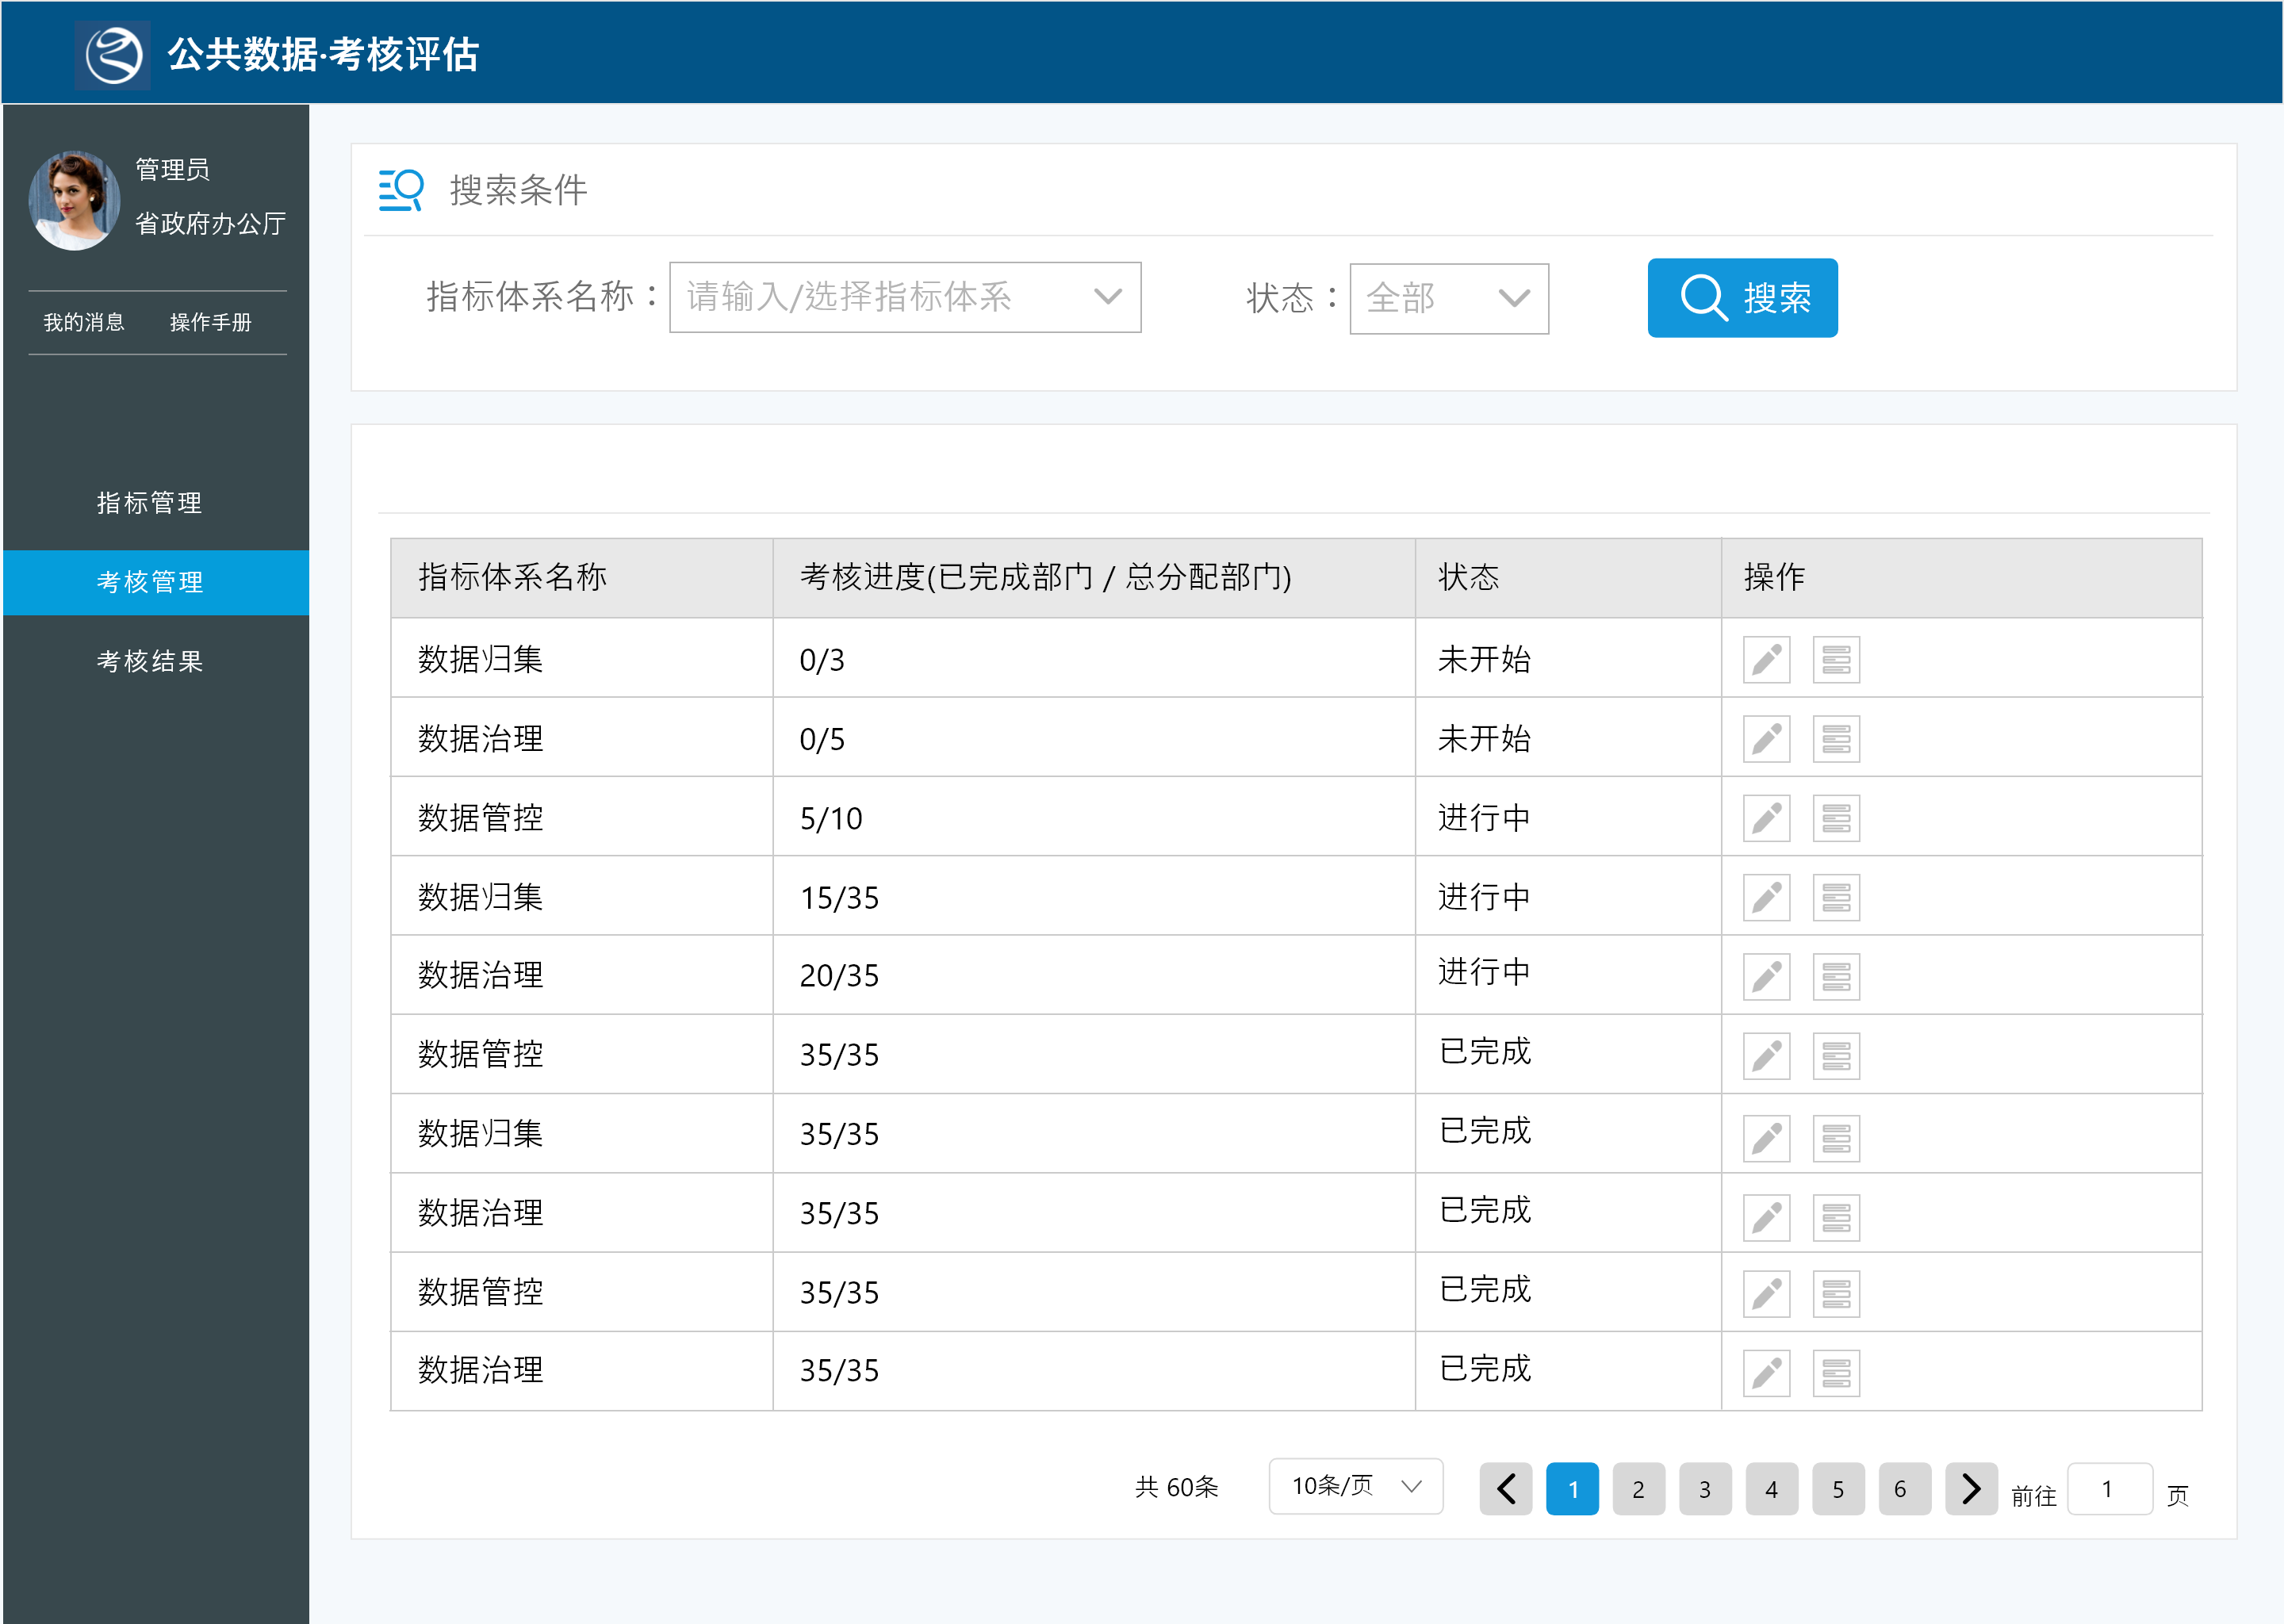 公共数据·考核评估
管理员
省政府办公厅
我的消息 操作手册
指标管理
考核管理
考核结果
搜索条件
指标体系名称： 请输入/选择指标体系 状态： 全部 搜索
指标体系名称 考核进度(已完成部门 / 总分配部门) 状态 操作
数据归集 0/3 未开始
数据治理 0/5 未开始
数据管控 5/10 进行中
数据归集 15/35 进行中
数据治理 20/35 进行中
数据管控 35/35 已完成
数据归集 35/35 已完成
数据治理 35/35 已完成
数据管控 35/35 已完成
数据治理 35/35 已完成
共 60条 10条/页 1 2 3 4 5 6 前往 1 页